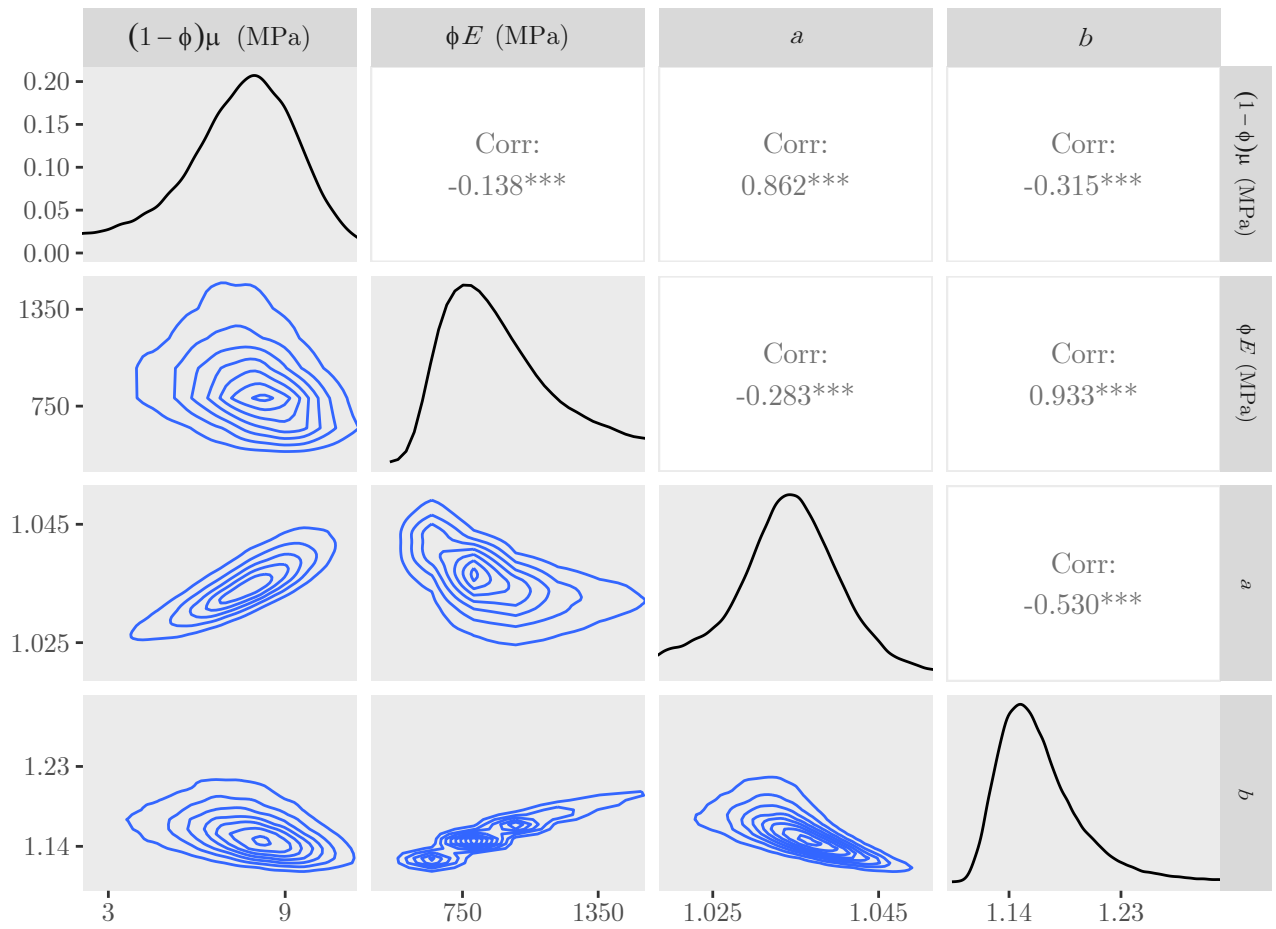 (1 − ϕ)μ (MPa)
ϕE (MPa)
a
b
0.20
0.15
0.10
0.05
0.00
Corr:
-0.138***
Corr:
0.862***
Corr:
-0.315***
(1 − ϕ)μ (MPa)
1350
750
Corr:
-0.283***
Corr:
0.933***
ϕE (MPa)
1.045
1.025
Corr:
-0.530***
a
1.23
1.14
b
3
9
750
1350
1.025
1.045
1.14
1.23